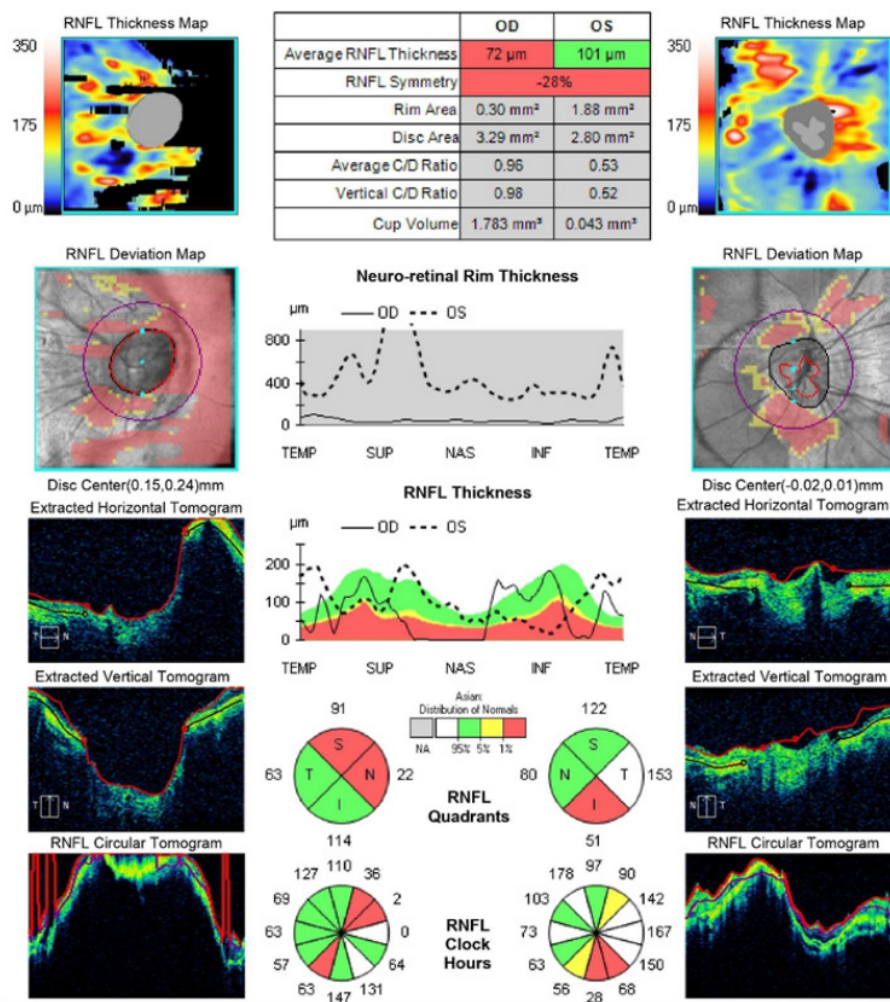 RNFL Thickness Map
350
175
0 µm
OD OS
Average RNFL Thickness 72 µm 101 µm
RNFL Symmetry -28%
Rim Area 0.30 mm² 1.88 mm²
Disc Area 3.29 mm² 2.80 mm²
Average C/D Ratio 0.96 0.53
Vertical C/D Ratio 0.98 0.52
Cup Volume 1.783 mm³ 0.043 mm³
RNFL Thickness Map
350
175
0 µm
RNFL Deviation Map
Disc Center(0.15,0.24)mm
Neuro-retinal Rim Thickness
µm OD OS
800
400
0
TEMP SUP NAS INF TEMP
RNFL Deviation Map
Disc Center(-0.02,0.01)mm
Extracted Horizontal Tomogram
T N
RNFL Thickness
µm OD OS
200
100
0
TEMP SUP NAS INF TEMP
Extracted Horizontal Tomogram
T N
Extracted Vertical Tomogram
T N
Asian:
Distribution of Normals
NA 95% 5% 1%
91
S
63 T N 22
I
114
RNFL
Quadrants
122
S
80 N T 153
I
51
Extracted Vertical Tomogram
T N
RNFL Circular Tomogram
110
127 36
69 2
63 0
57 64
63 131
147
RNFL
Clock
Hours
97
178 90
103 142
73 167
63 150
56 68
28
RNFL Circular Tomogram